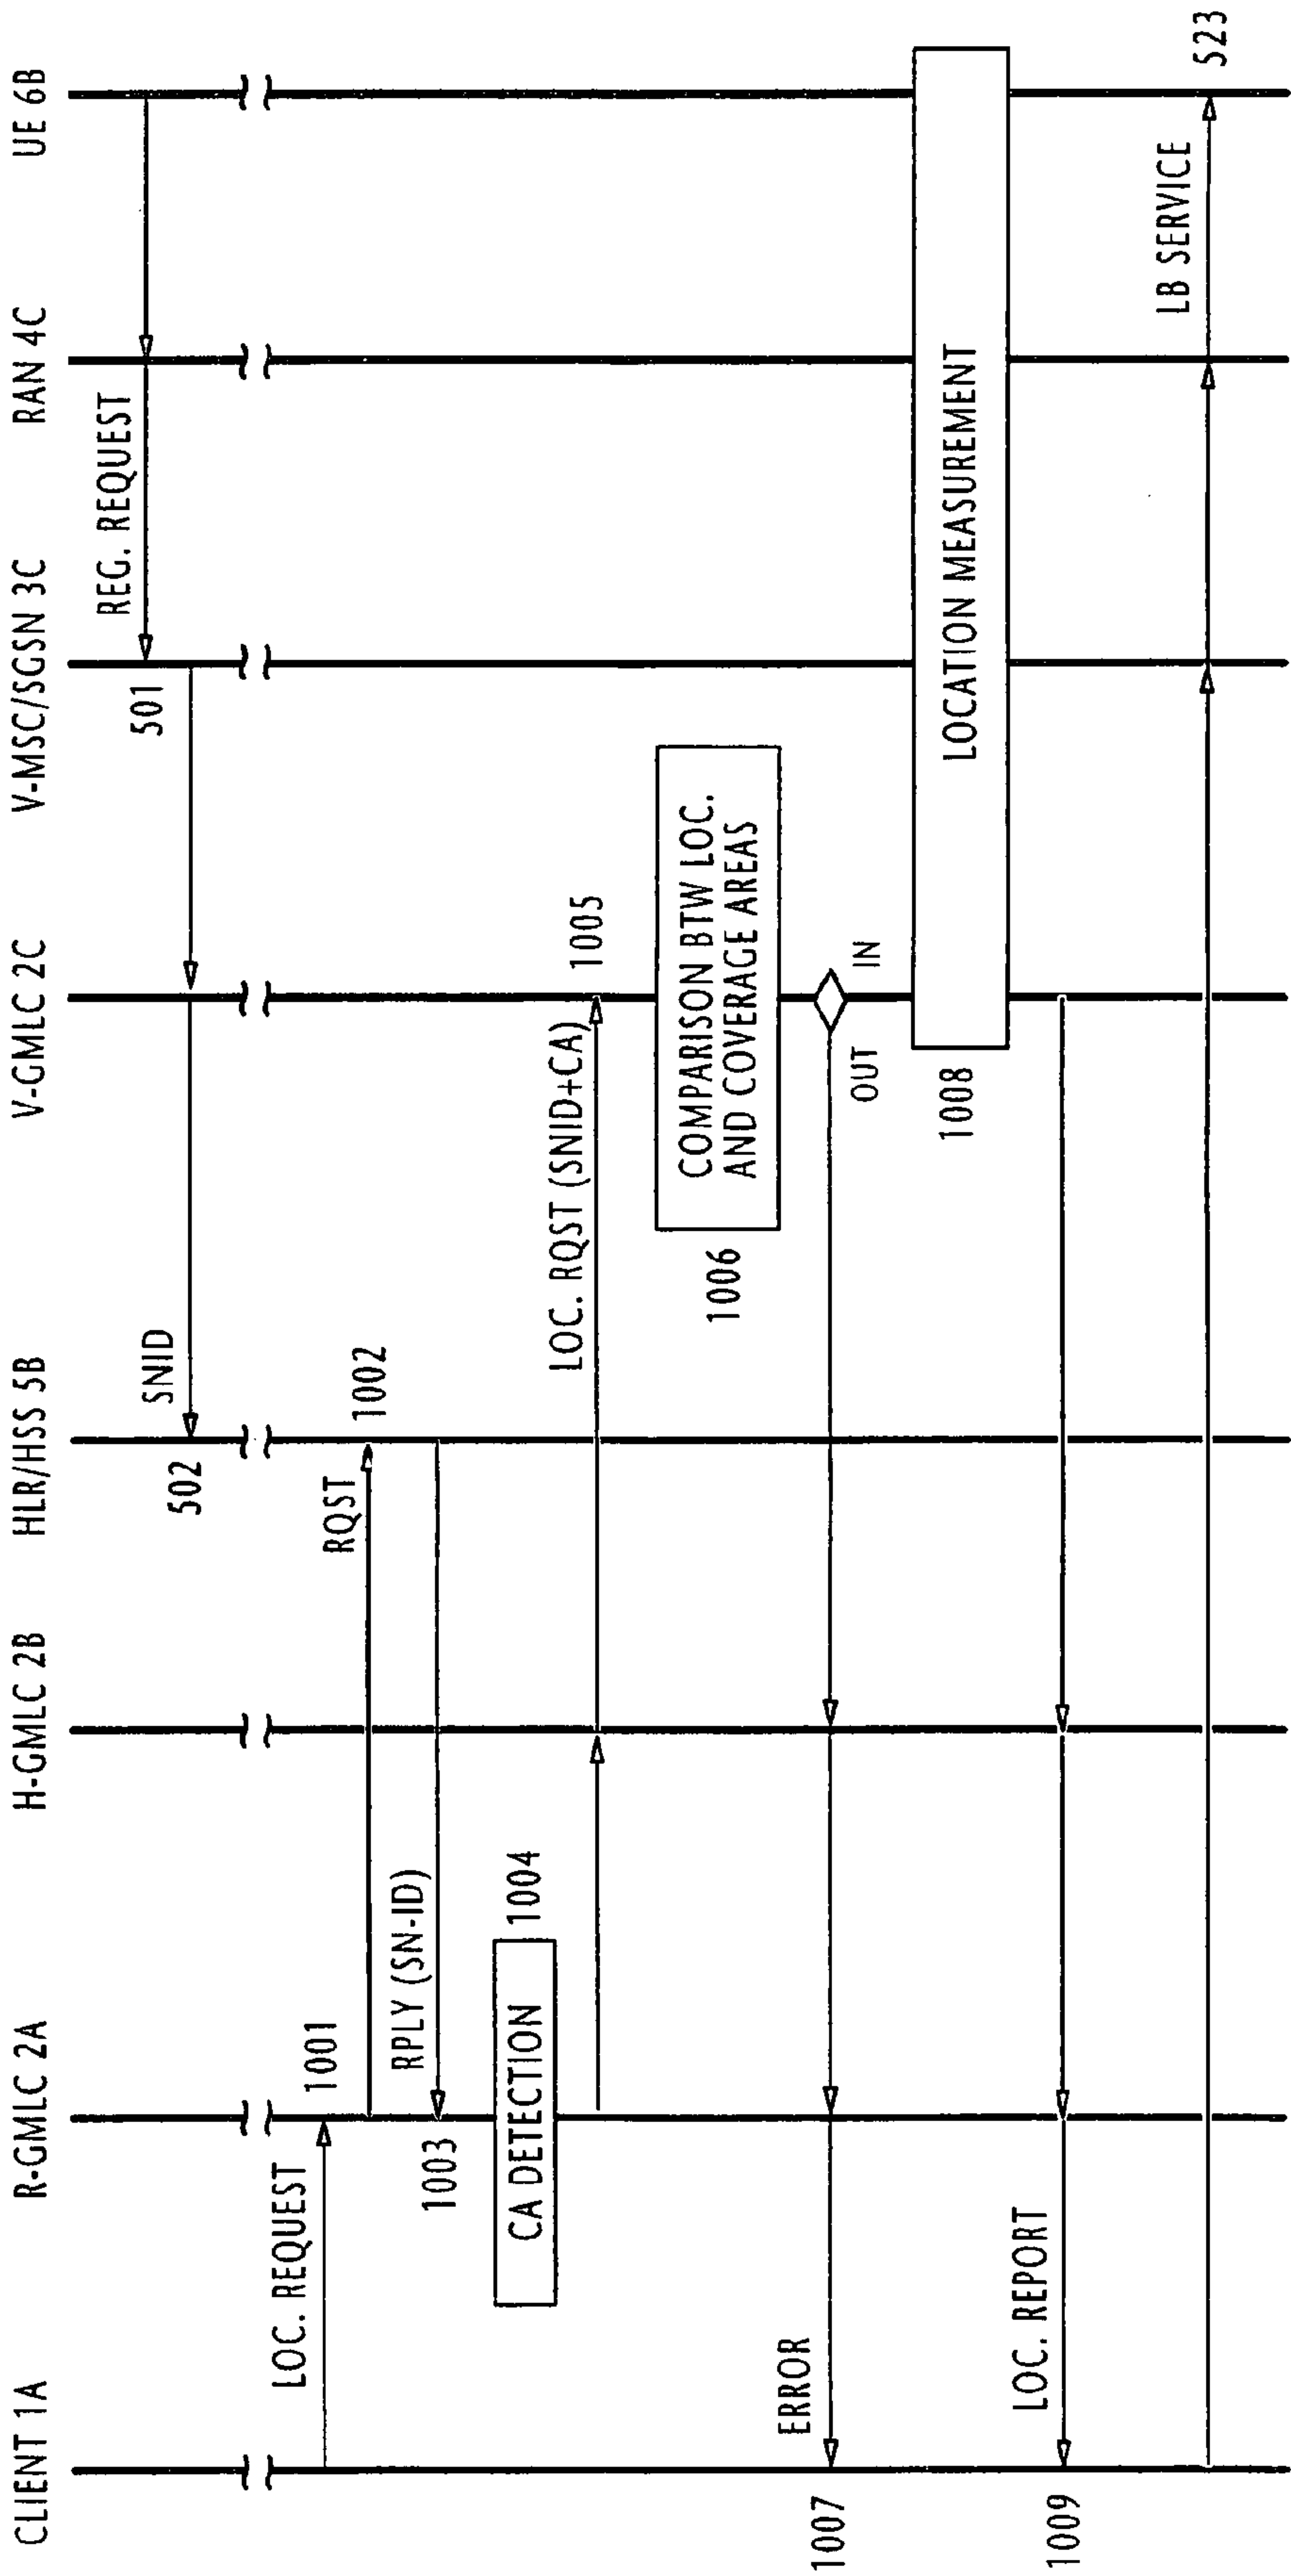 CLIENT 1A
R-GMLC 2A
H-GMLC 2B
HLR/HSS 5B
V-GMLC 2C
V-MSC/SGSN 3C
RAN 4C
UE 6B
REG. REQUEST
501
SNID
502
LOC. REQUEST
1001
RQST
1002
RPLY (SN-ID)
1003
CA DETECTION
1004
LOC. RQST (SNID+CA)
1005
COMPARISON BTW LOC.
AND COVERAGE AREAS
1006
IN
OUT
ERROR
1007
LOCATION MEASUREMENT
1008
LOC. REPORT
1009
LB SERVICE
523